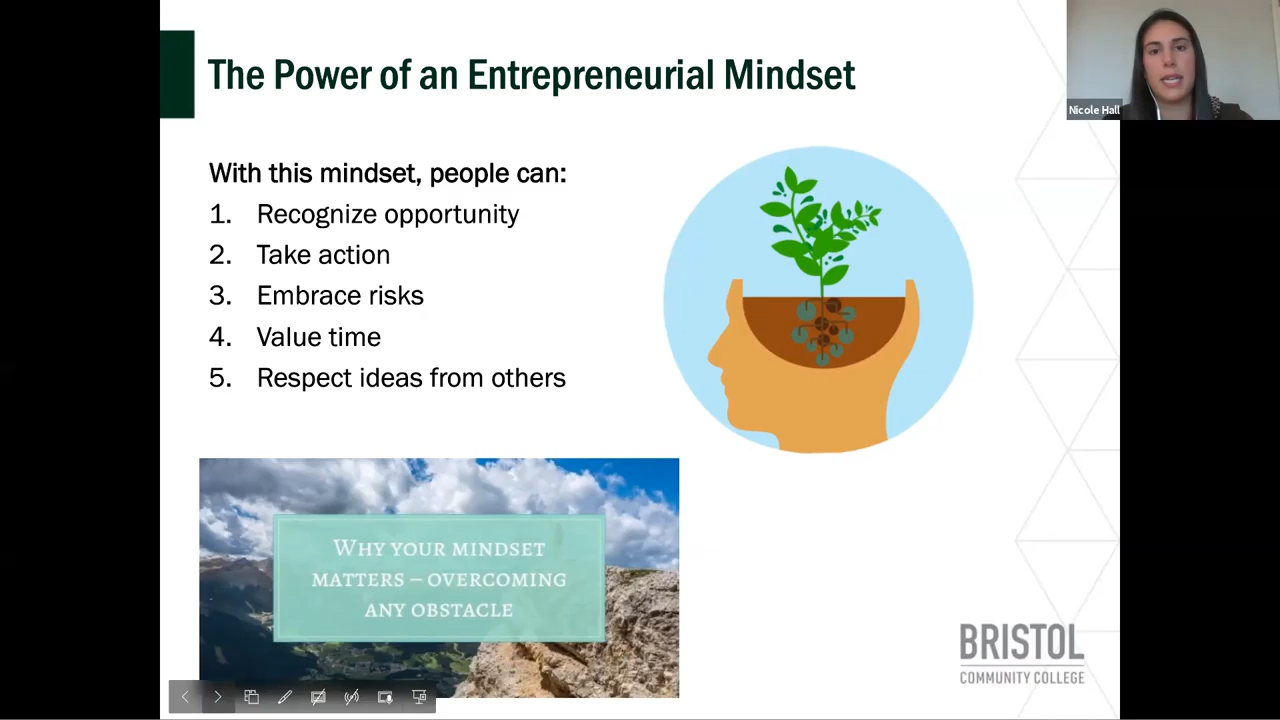 The Power of an Entrepreneurial Mindset
Nicole Hall
With this mindset, people can:
1. Recognize opportunity
2. Take action
3. Embrace risks
4. Value time
5. Respect ideas from others
WHY YOUR MINDSET
MATTERS – OVERCOMING
ANY OBSTACLE
BRISTOL
COMMUNITY COLLEGE